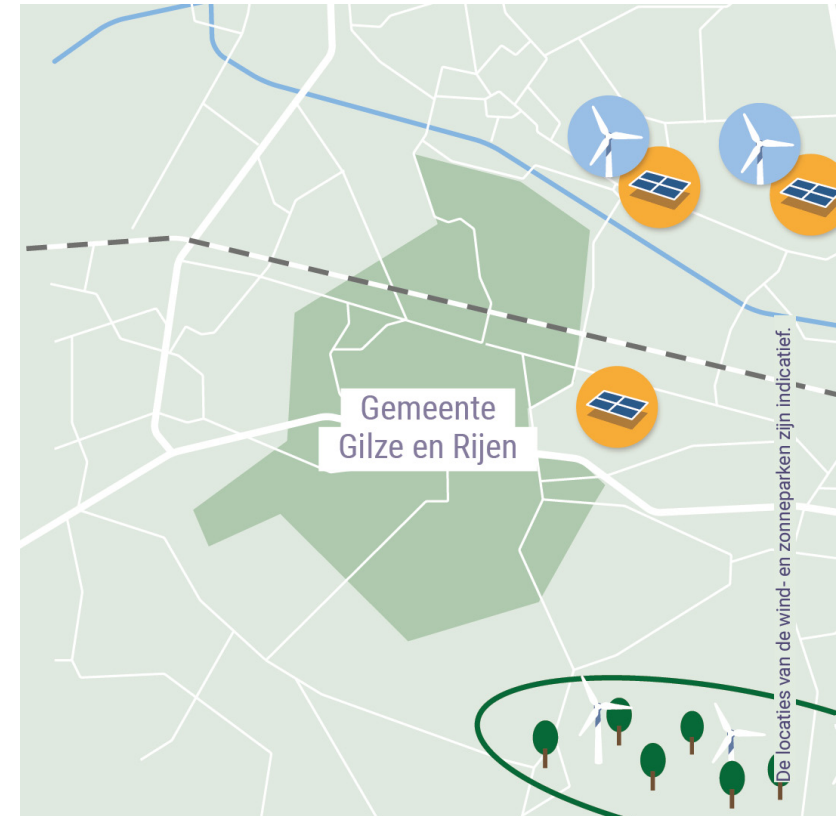 Gemeente
Gilze en Rijen
De locaties van de wind- en zonneparken zijn indicatief.